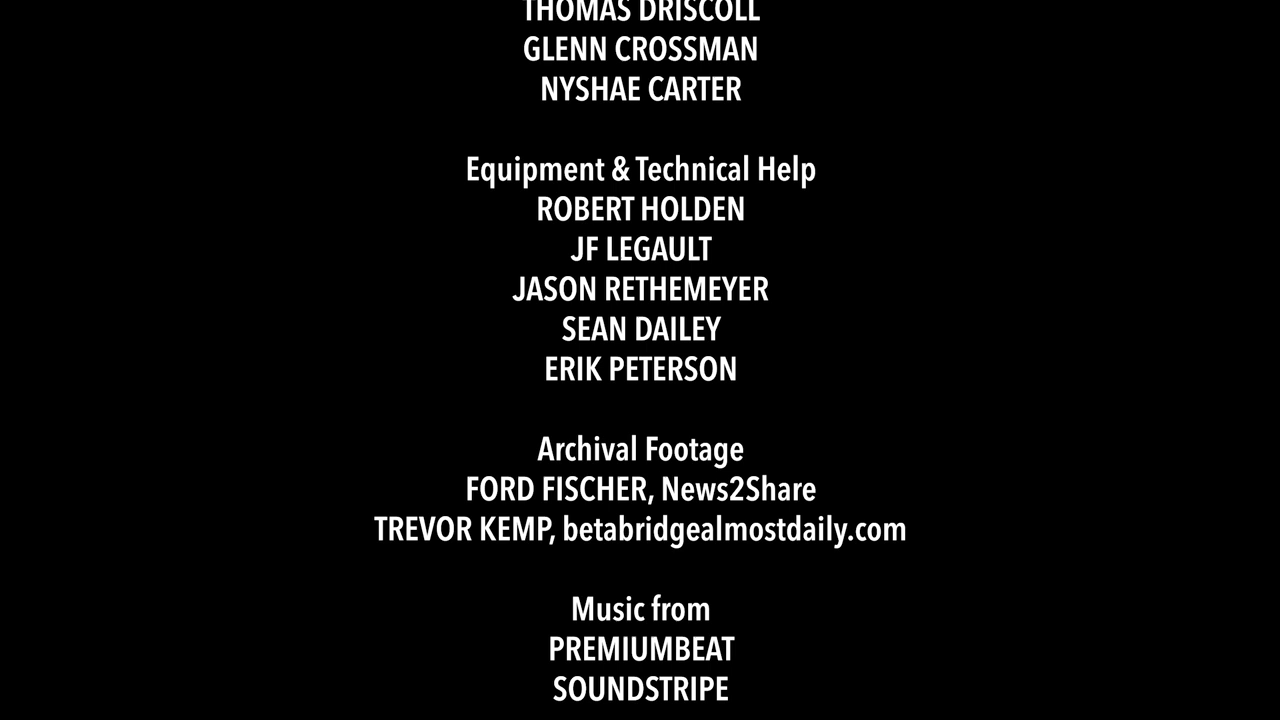 THOMAS DRISCOLL
GLENN CROSSMAN
NYSHAE CARTER
Equipment & Technical Help
ROBERT HOLDEN
JF LEGAULT
JASON RETHEMEYER
SEAN DAILEY
ERIK PETERSON
Archival Footage
FORD FISCHER, News2Share
TREVOR KEMP, betabridgealmostdaily.com
Music from
PREMIUMBEAT
SOUNDSTRIPE